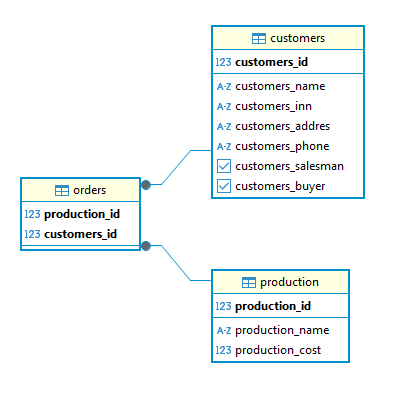 customers
123 customers_id
A-Z customers_name
A-Z customers_inn
A-Z customers_addres
A-Z customers_phone
customers_salesman
customers_buyer
orders
123 production_id
123 customers_id
production
123 production_id
A-Z production_name
123 production_cost